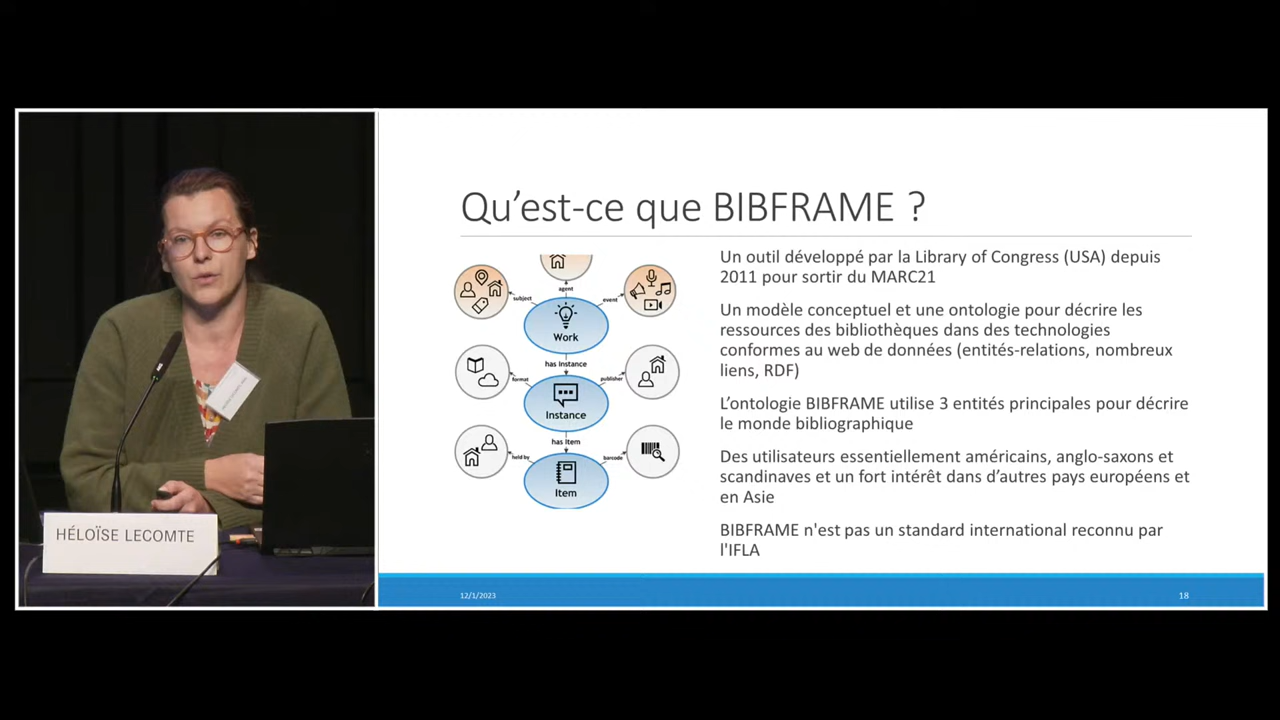 HÉLOÏSE LECOMTE
Qu’est-ce que BIBFRAME ?
agent
subject
event
Work
has Instance
format
publisher
Instance
has Item
held by
barcode
Item
Un outil développé par la Library of Congress (USA) depuis
2011 pour sortir du MARC21
Un modèle conceptuel et une ontologie pour décrire les
ressources des bibliothèques dans des technologies
conformes au web de données (entités-relations, nombreux
liens, RDF)
L’ontologie BIBFRAME utilise 3 entités principales pour décrire
le monde bibliographique
Des utilisateurs essentiellement américains, anglo-saxons et
scandinaves et un fort intérêt dans d’autres pays européens et
en Asie
BIBFRAME n'est pas un standard international reconnu par
l'IFLA
12/1/2023
18